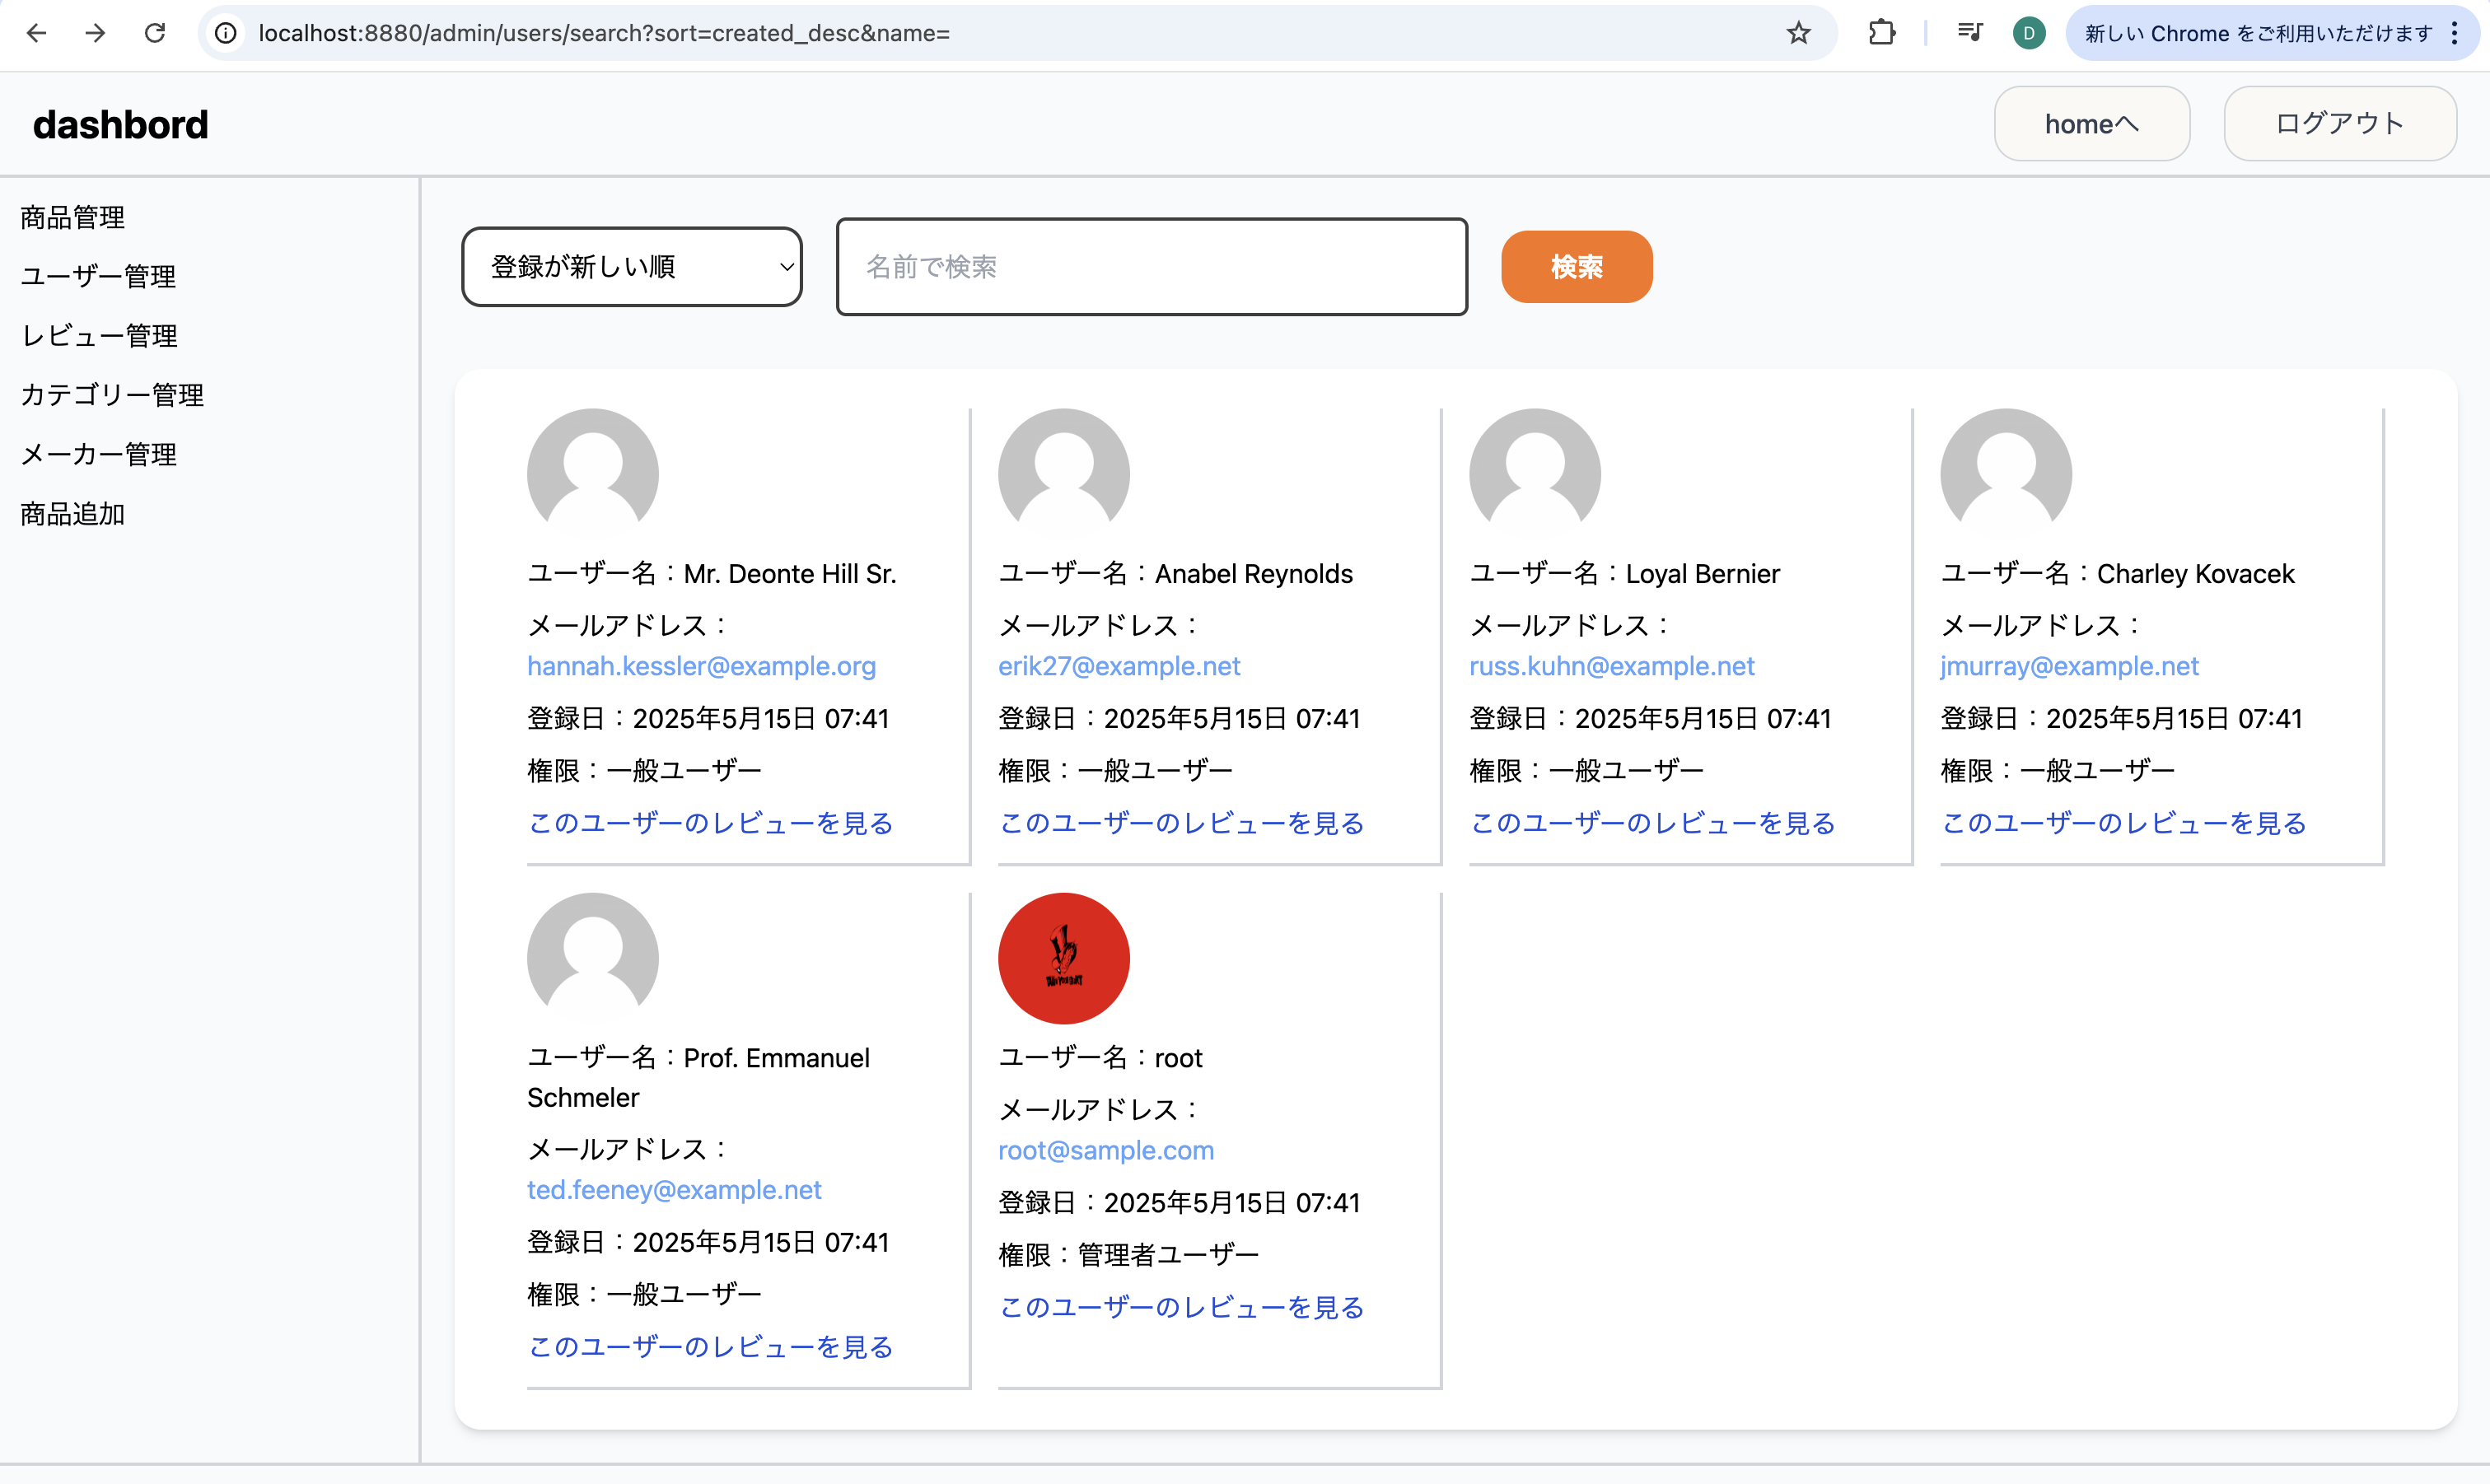 localhost:8880/admin/users/search?sort=created_desc&name=
D
新しい Chrome をご利用いただけます
dashbord
homeへ
ログアウト
商品管理
ユーザー管理
レビュー管理
カテゴリー管理
メーカー管理
商品追加
登録が新しい順
名前で検索
検索
ユーザー名：Mr. Deonte Hill Sr.
メールアドレス：
hannah.kessler@example.org
登録日：2025年5月15日 07:41
権限：一般ユーザー
このユーザーのレビューを見る
ユーザー名：Anabel Reynolds
メールアドレス：
erik27@example.net
登録日：2025年5月15日 07:41
権限：一般ユーザー
このユーザーのレビューを見る
ユーザー名：Loyal Bernier
メールアドレス：
russ.kuhn@example.net
登録日：2025年5月15日 07:41
権限：一般ユーザー
このユーザーのレビューを見る
ユーザー名：Charley Kovacek
メールアドレス：
jmurray@example.net
登録日：2025年5月15日 07:41
権限：一般ユーザー
このユーザーのレビューを見る
ユーザー名：Prof. Emmanuel
Schmeler
メールアドレス：
ted.feeney@example.net
登録日：2025年5月15日 07:41
権限：一般ユーザー
このユーザーのレビューを見る
ユーザー名：root
メールアドレス：
root@sample.com
登録日：2025年5月15日 07:41
権限：管理者ユーザー
このユーザーのレビューを見る